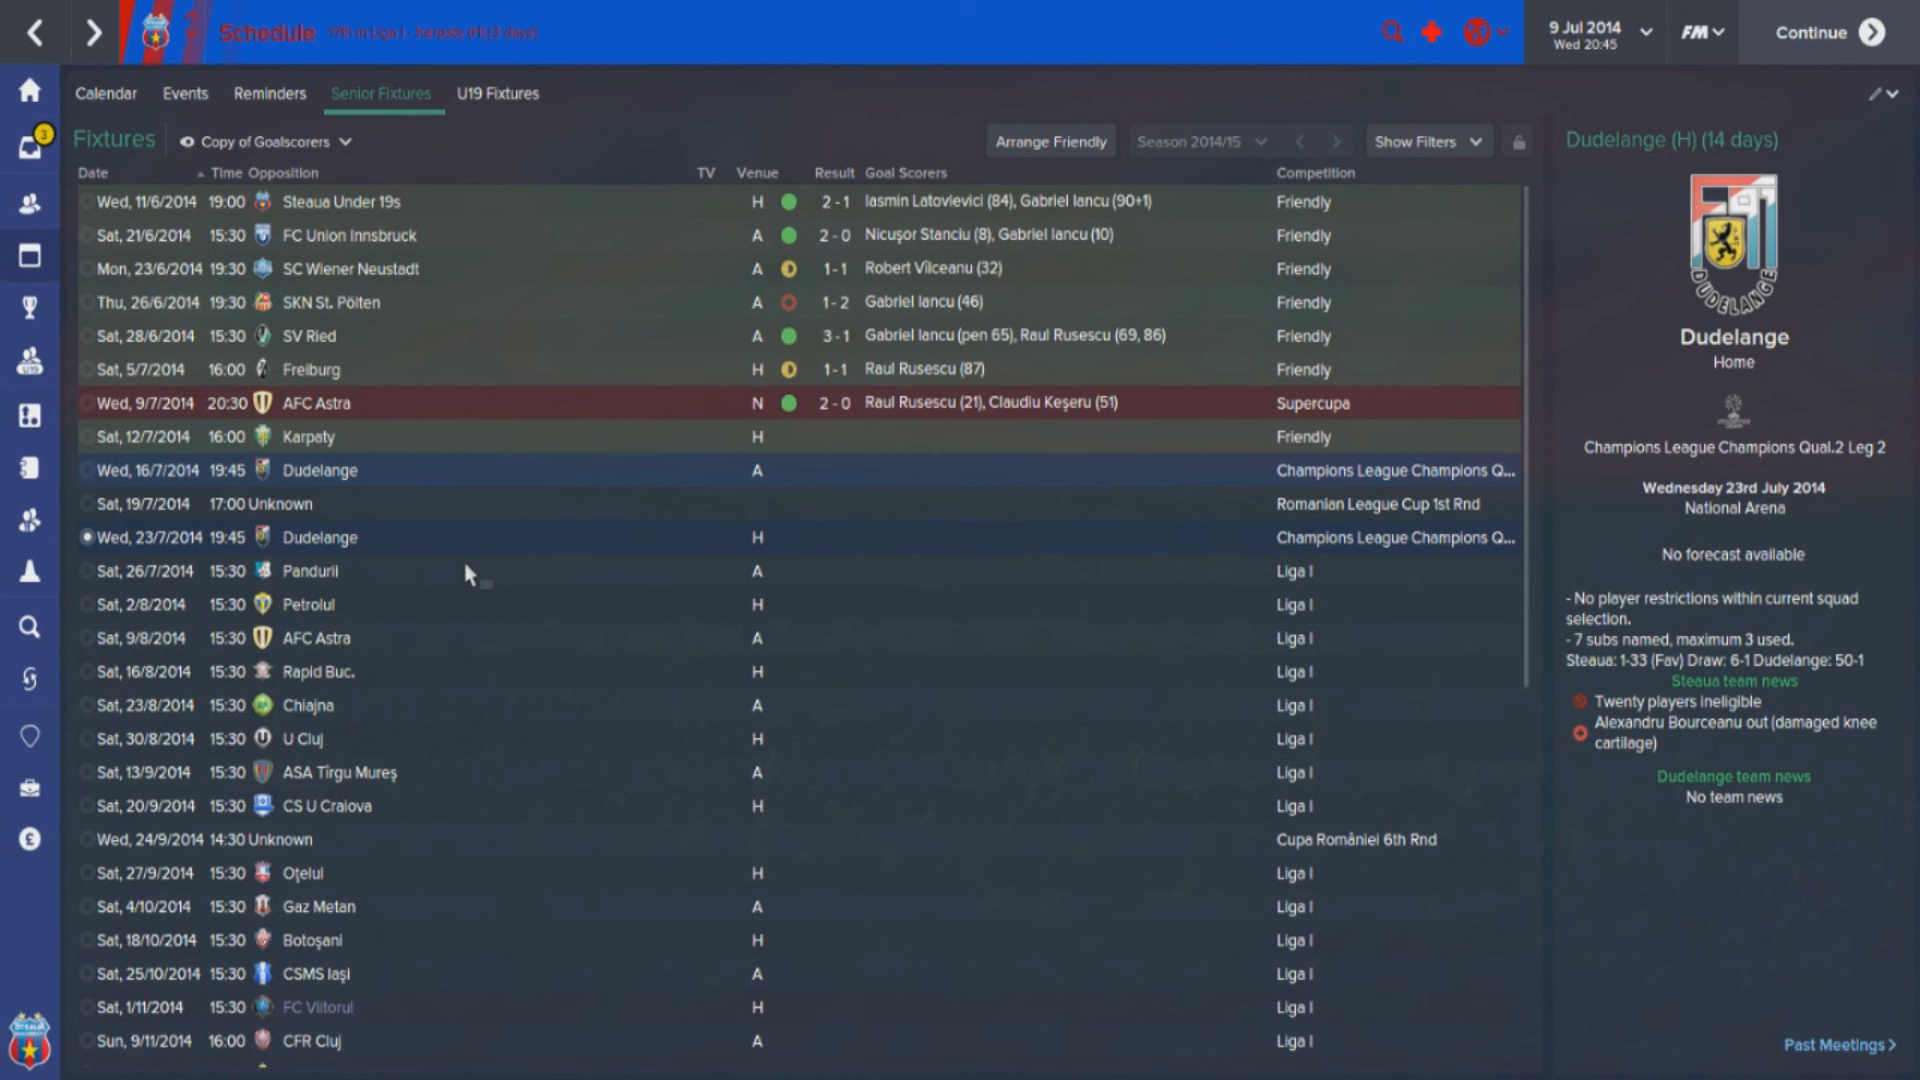 Schedule
9 Jul 2014
Wed 20:45
FM
Continue
Calendar Events Reminders Senior Fixtures U19 Fixtures
3
Fixtures Copy of Goalscorers Arrange Friendly Season 2014/15 Show Filters
Date Time Opposition TV Venue Result Goal Scorers Competition
Wed, 11/6/2014 19:00 Steaua Under 19s H 2 - 1 Iasmin Latovlevici (84), Gabriel Iancu (90+1) Friendly
Sat, 21/6/2014 15:30 FC Union Innsbruck A 2 - 0 Nicuşor Stanciu (8), Gabriel Iancu (10) Friendly
Mon, 23/6/2014 19:30 SC Wiener Neustadt A 1 - 1 Robert Vîlceanu (32) Friendly
Thu, 26/6/2014 19:30 SKN St. Pölten A 1 - 2 Gabriel Iancu (46) Friendly
Sat, 28/6/2014 15:30 SV Ried A 3 - 1 Gabriel Iancu (pen 65), Raul Rusescu (69, 86) Friendly
Sat, 5/7/2014 16:00 Freiburg H 1 - 1 Raul Rusescu (87) Friendly
Wed, 9/7/2014 20:30 AFC Astra N 2 - 0 Raul Rusescu (21), Claudiu Keşeru (51) Supercupa
Sat, 12/7/2014 16:00 Karpaty H Friendly
Wed, 16/7/2014 19:45 Dudelange A Champions League Champions Q...
Sat, 19/7/2014 17:00 Unknown Romanian League Cup 1st Rnd
Wed, 23/7/2014 19:45 Dudelange H Champions League Champions Q...
Sat, 26/7/2014 15:30 Pandurii A Liga I
Sat, 2/8/2014 15:30 Petrolul H Liga I
Sat, 9/8/2014 15:30 AFC Astra A Liga I
Sat, 16/8/2014 15:30 Rapid Buc. H Liga I
Sat, 23/8/2014 15:30 Chiajna A Liga I
Sat, 30/8/2014 15:30 U Cluj H Liga I
Sat, 13/9/2014 15:30 ASA Tîrgu Mureş A Liga I
Sat, 20/9/2014 15:30 CS U Craiova H Liga I
Wed, 24/9/2014 14:30 Unknown Cupa României 6th Rnd
Sat, 27/9/2014 15:30 Oţelul H Liga I
Sat, 4/10/2014 15:30 Gaz Metan A Liga I
Sat, 18/10/2014 15:30 Botoşani H Liga I
Sat, 25/10/2014 15:30 CSMS Iaşi A Liga I
Sat, 1/11/2014 15:30 FC Viitorul H Liga I
Sun, 9/11/2014 16:00 CFR Cluj A Liga I
Dudelange (H) (14 days)
F91
DUDELANGE
Dudelange
Home
Champions League Champions Qual.2 Leg 2
Wednesday 23rd July 2014
National Arena
No forecast available
- No player restrictions within current squad
selection.
- 7 subs named, maximum 3 used.
Steaua: 1-33 (Fav) Draw: 6-1 Dudelange: 50-1
Steaua team news
Twenty players ineligible
Alexandru Bourceanu out (damaged knee
cartilage)
Dudelange team news
No team news
Past Meetings >
STEAUA